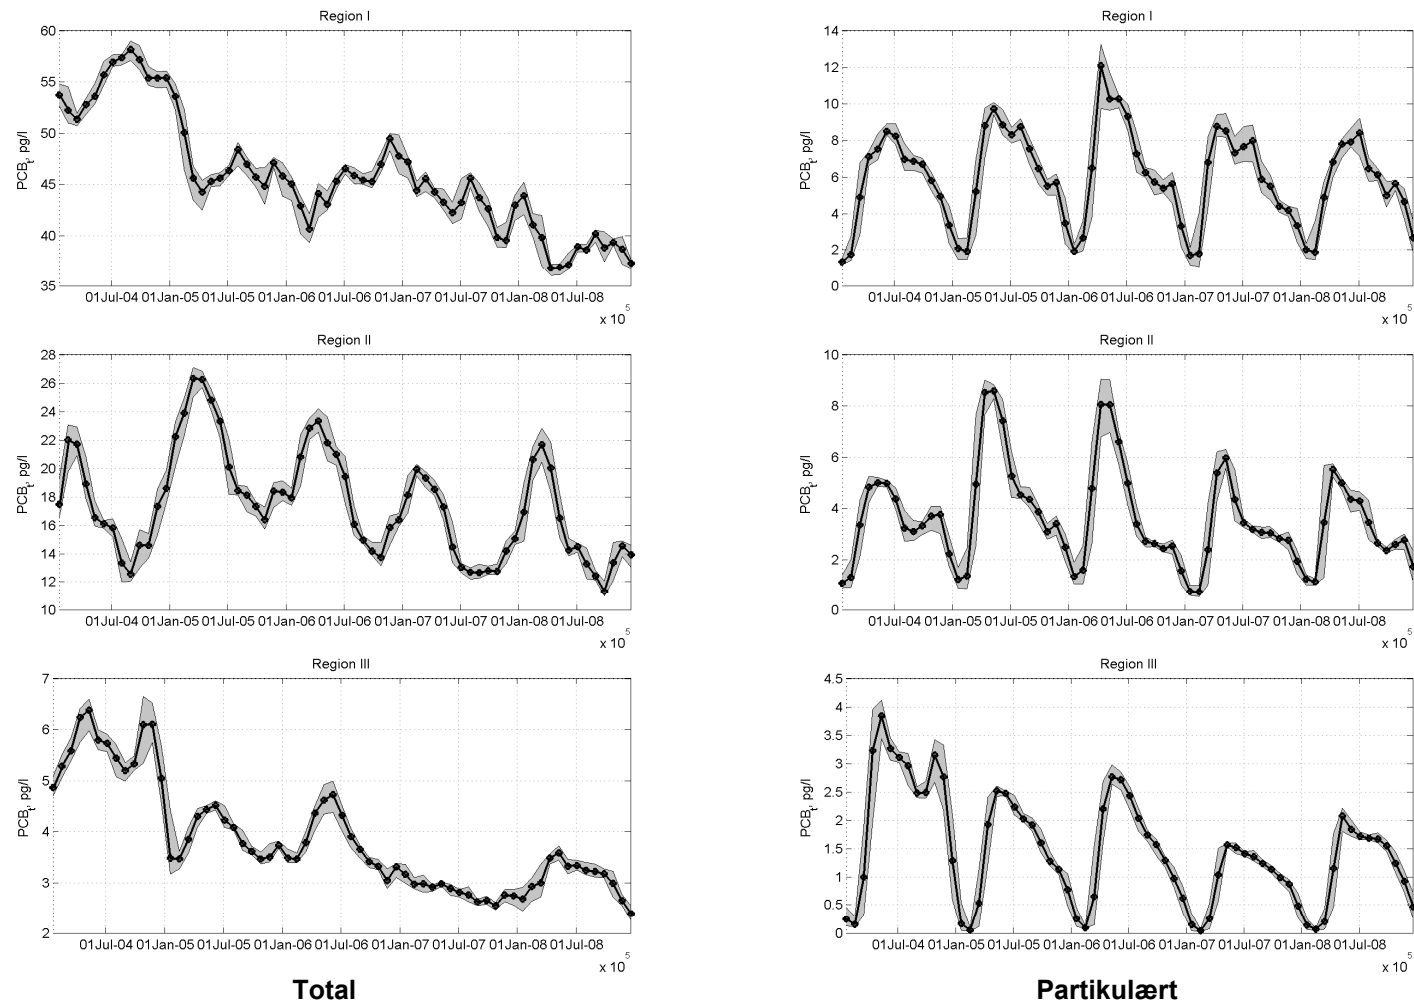 Region I
60
55
50
45
40
35
PCBt, pg/l
01Jul-04 01Jan-05 01Jul-05 01Jan-06 01Jul-06 01Jan-07 01Jul-07 01Jan-08 01Jul-08
x 10 5
Region I
14
12
10
8
6
4
2
0
PCBt, pg/l
01Jul-04 01Jan-05 01Jul-05 01Jan-06 01Jul-06 01Jan-07 01Jul-07 01Jan-08 01Jul-08
x 10 5
Region II
28
26
24
22
20
18
16
14
12
10
PCBt, pg/l
01Jul-04 01Jan-05 01Jul-05 01Jan-06 01Jul-06 01Jan-07 01Jul-07 01Jan-08 01Jul-08
x 10 5
Region II
10
8
6
4
2
0
PCBt, pg/l
01Jul-04 01Jan-05 01Jul-05 01Jan-06 01Jul-06 01Jan-07 01Jul-07 01Jan-08 01Jul-08
x 10 5
Region III
7
6
5
4
3
2
PCBt, pg/l
01Jul-04 01Jan-05 01Jul-05 01Jan-06 01Jul-06 01Jan-07 01Jul-07 01Jan-08 01Jul-08
x 10 5
Region III
4.5
4
3.5
3
2.5
2
1.5
1
0.5
0
PCBt, pg/l
01Jul-04 01Jan-05 01Jul-05 01Jan-06 01Jul-06 01Jan-07 01Jul-07 01Jan-08 01Jul-08
x 10 5
Total
Partikulært